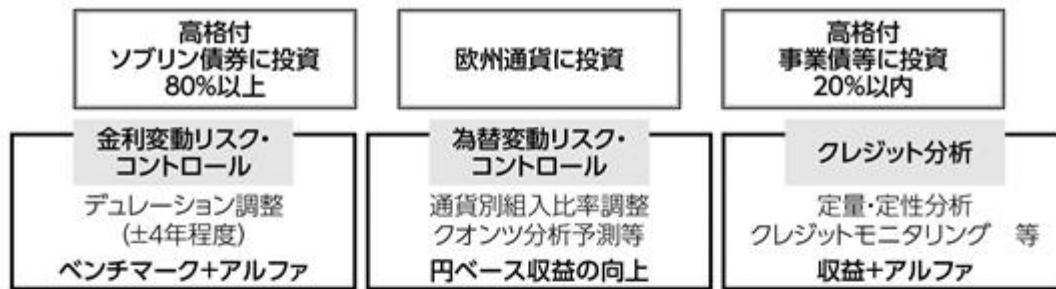 高格付
ソブリン債券に投資
80%以上
欧州通貨に投資
高格付
事業債等に投資
20%以内
金利変動リスク・
コントロール
デュレーション調整
(±4年程度)
ベンチマーク+アルファ
為替変動リスク・
コントロール
通貨別組入比率調整
クオンツ分析予測等
円ベース収益の向上
クレジット分析
定量・定性分析
クレジットモニタリング　等
収益+アルファ